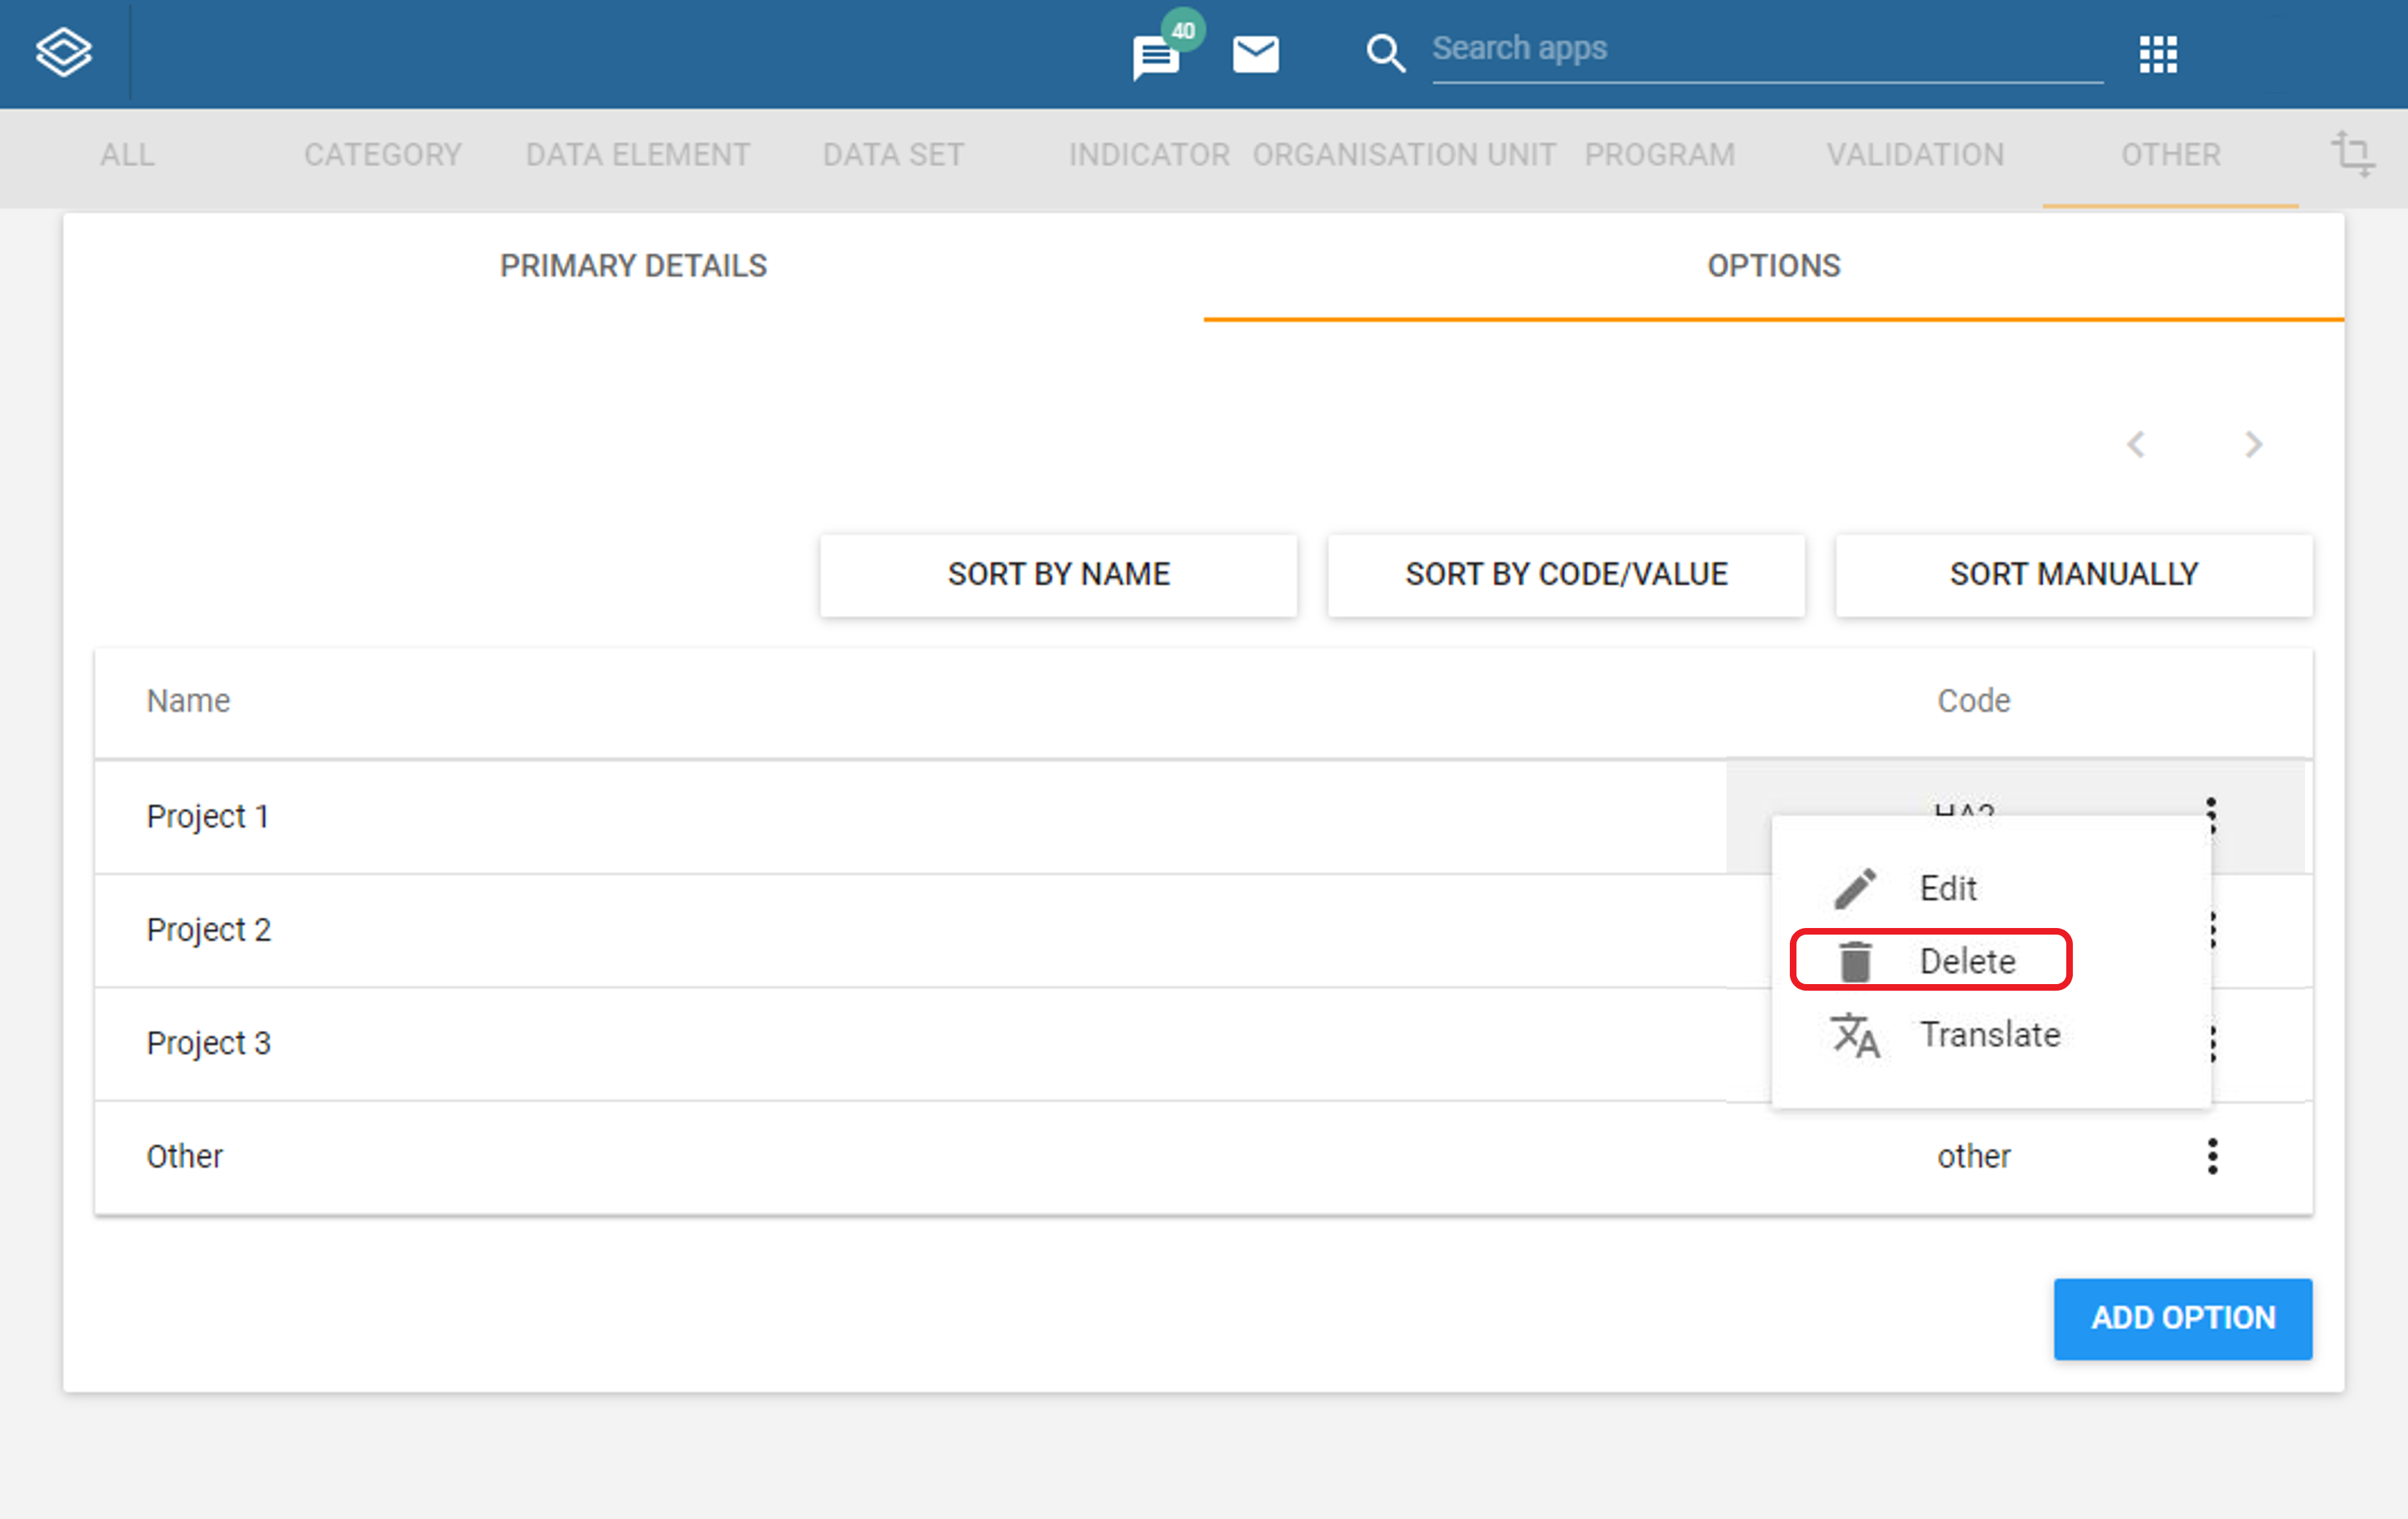 40
Search apps
ALL CATEGORY DATA ELEMENT DATA SET INDICATOR ORGANISATION UNIT PROGRAM VALIDATION OTHER
PRIMARY DETAILS OPTIONS
SORT BY NAME SORT BY CODE/VALUE SORT MANUALLY
Name Code
Project 1
Edit
Project 2
Delete
Translate
Project 3
Other other
ADD OPTION